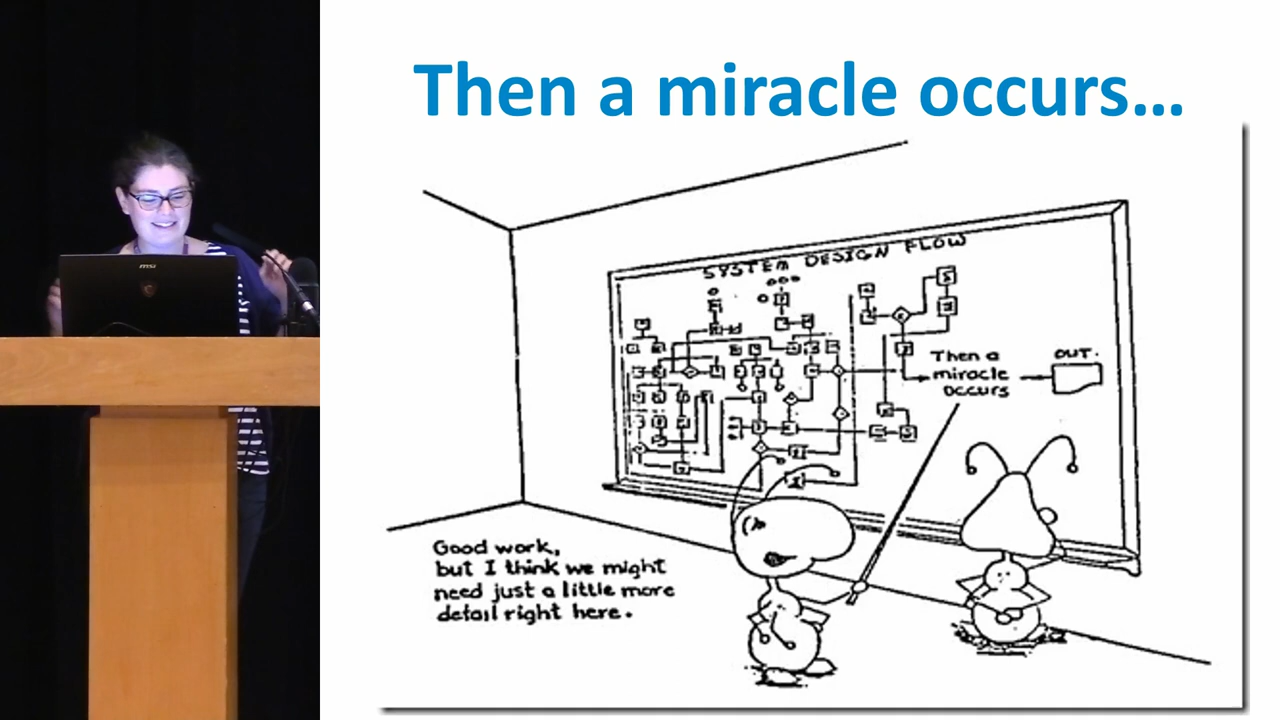 Then a miracle occurs...
SYSTEM DESIGN FLOW
Then a
miracle
occurs
OUT.
Good work,
but I think we might
need just a little more
detail right here.
msi